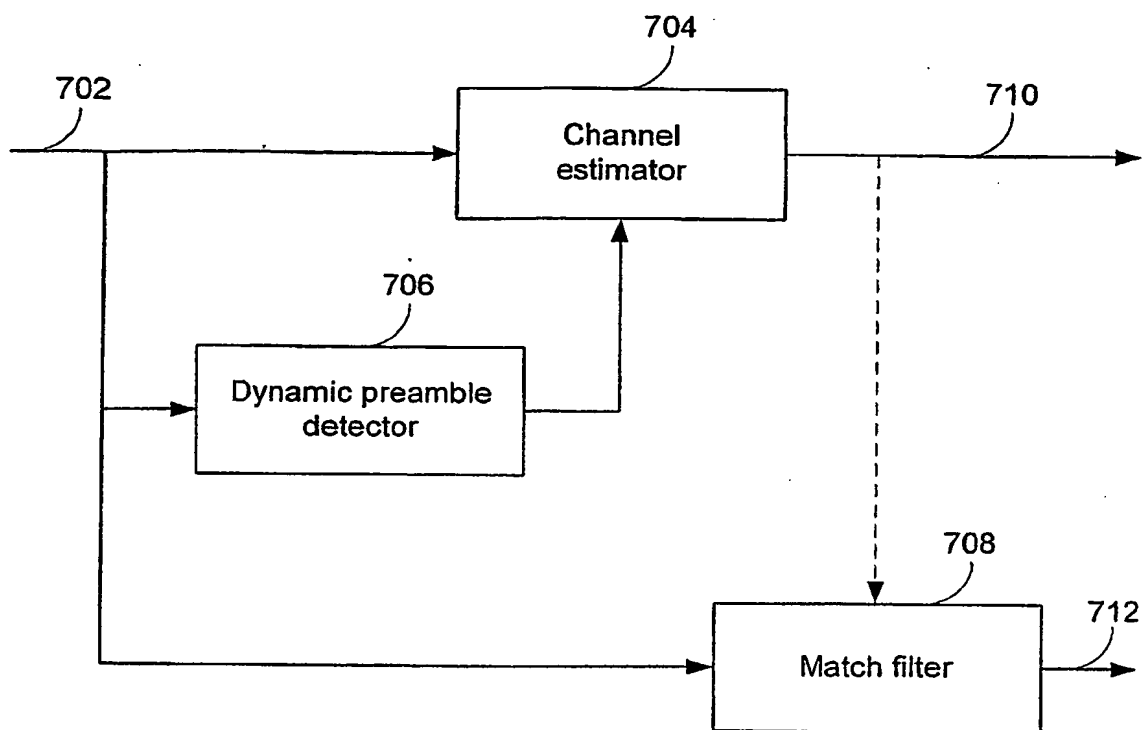 704
702
710
Channel
estimator
706
Dynamic preamble
detector
708
712
Match filter